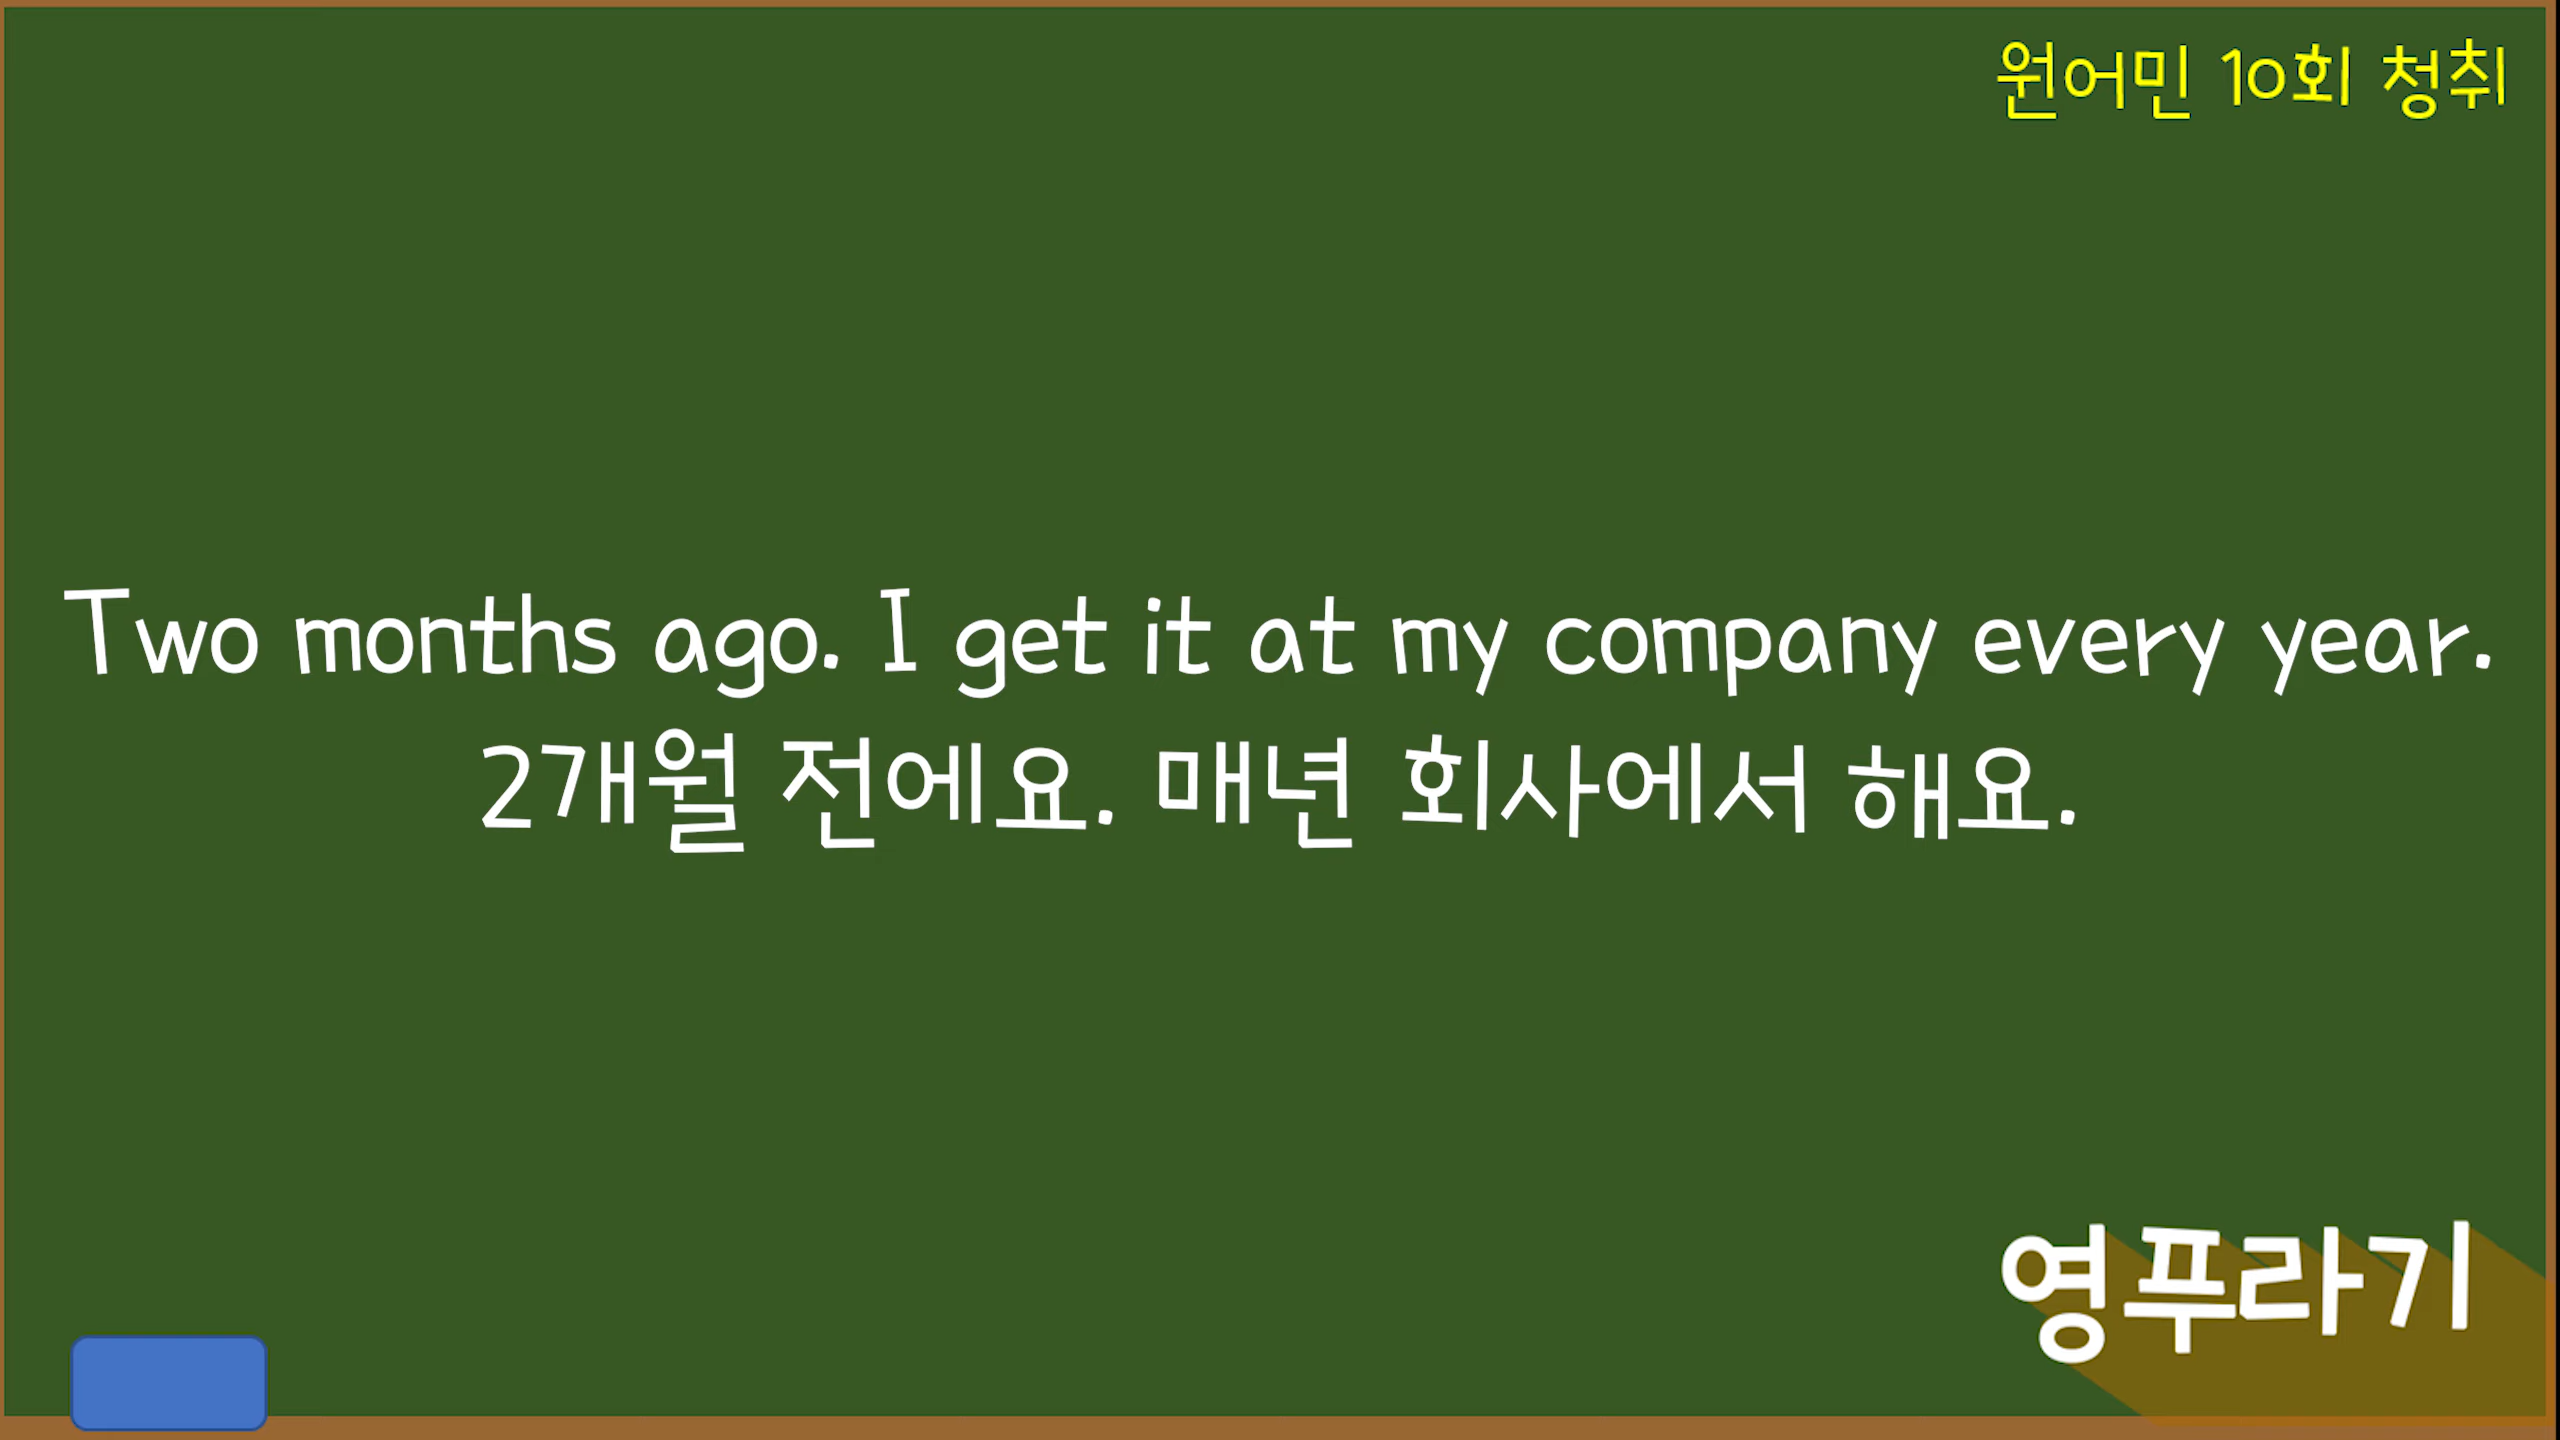 원어민 10회 청취
Two months ago. I get it at my company every year.
2개월 전에요. 매년 회사에서 해요.
영푸라기